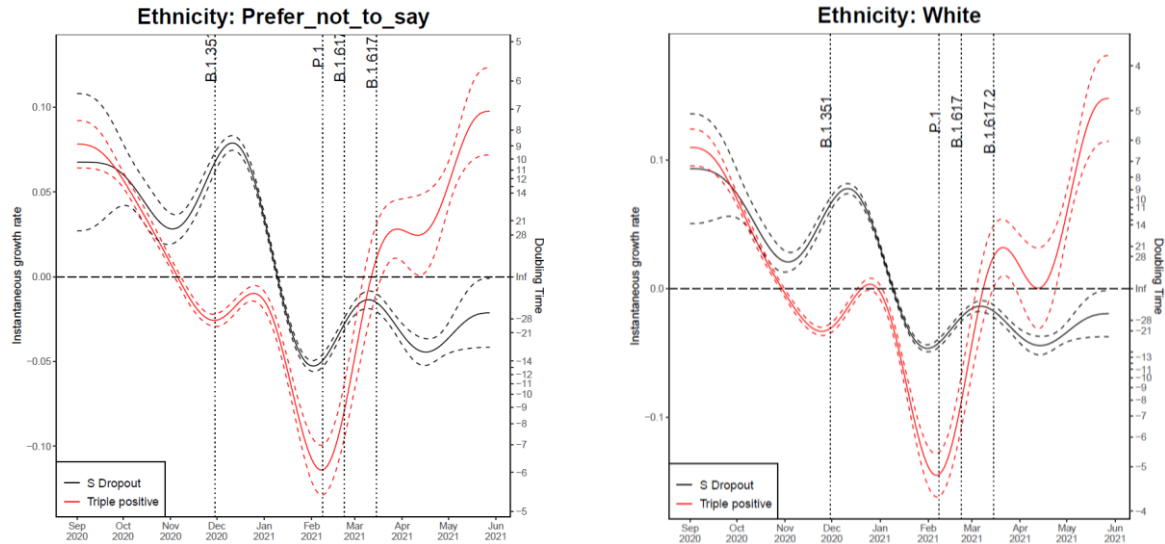 Ethnicity: Prefer_not_to_say
B.1.351
P.1
B.1.617
B.1.617.
Instantaneous growth rate
0.10
0.05
0.00
−0.05
−0.10
5
6
7
8
9
10
11
12
14
21
28
Inf
−28
−21
−14
−12
−11
−10
−9
−8
−7
−6
−5
Doubling Time
S Dropout
Triple positive
Sep Oct Nov Dec Jan Feb Mar Apr May Jun
2020 2020 2020 2020 2021 2021 2021 2021 2021 2021
Ethnicity: White
B.1.351
P.1
B.1.617
B.1.617.2
Instantaneous growth rate
0.1
0.0
−0.1
4
5
6
7
8
9
10
11
14
21
28
Inf
−28
−21
−13
−11
−10
−9
−8
−7
−6
−5
−4
Doubling Time
S Dropout
Triple positive
Sep Oct Nov Dec Jan Feb Mar Apr May Jun
2020 2020 2020 2020 2021 2021 2021 2021 2021 2021